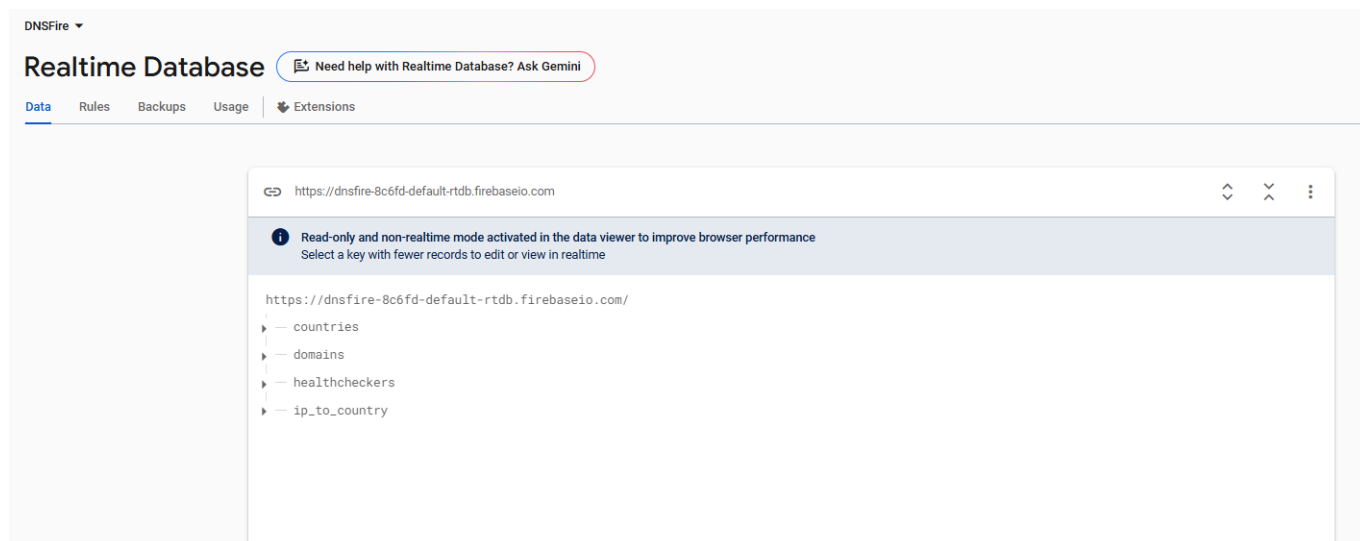 DNSFire
Realtime Database
Need help with Realtime Database? Ask Gemini
Data Rules Backups Usage Extensions
https://dnsfire-8c6fd-default-rtdb.firebaseio.com
Read-only and non-realtime mode activated in the data viewer to improve browser performance
Select a key with fewer records to edit or view in realtime
https://dnsfire-8c6fd-default-rtdb.firebaseio.com/
countries
domains
healthcheckers
ip_to_country